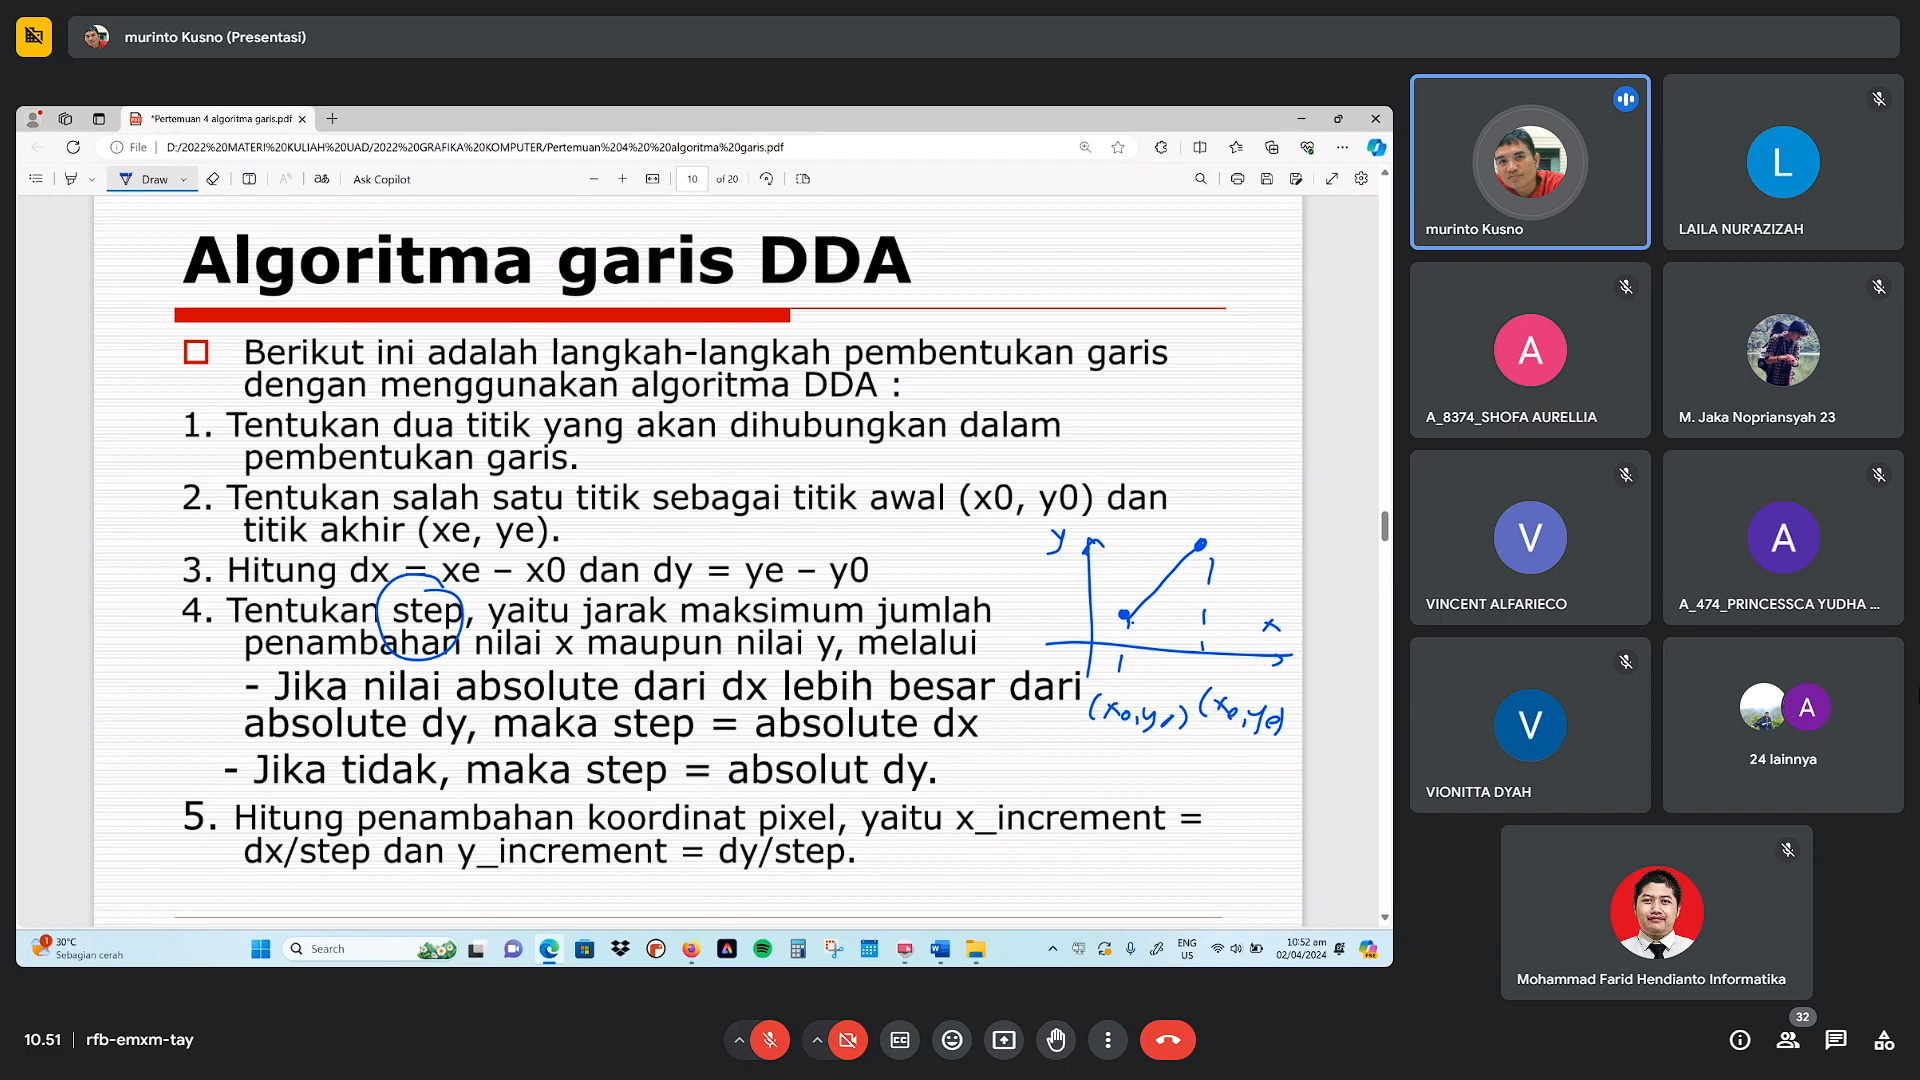 murinto Kusno (Presentasi)
*Pertemuan 4 algoritma garis.pdf
File
D:/2022%20MATERI%20KULIAH%20UAD/2022%20GRAFIKA%20KOMPUTER/Pertemuan%204%20%20algoritma%20garis.pdf
Draw
Ask Copilot
10 of 20
Algoritma garis DDA
Berikut ini adalah langkah-langkah pembentukan garis
dengan menggunakan algoritma DDA :
1. Tentukan dua titik yang akan dihubungkan dalam
pembentukan garis.
2. Tentukan salah satu titik sebagai titik awal (x0, y0) dan
titik akhir (xe, ye).
3. Hitung dx = xe – x0 dan dy = ye – y0
4. Tentukan step, yaitu jarak maksimum jumlah
penambahan nilai x maupun nilai y, melalui
- Jika nilai absolute dari dx lebih besar dari
absolute dy, maka step = absolute dx
- Jika tidak, maka step = absolut dy.
5. Hitung penambahan koordinat pixel, yaitu x_increment =
dx/step dan y_increment = dy/step.
y
x
(x0,y0) (xe,ye)
1
30°C
Sebagian cerah
Search
ENG
US
10:52 am
02/04/2024
PRE
murinto Kusno
L
LAILA NUR'AZIZAH
A
A_8374_SHOFA AURELLIA
M. Jaka Nopriansyah 23
V
VINCENT ALFARIECO
A
A_474_PRINCESSCA YUDHA ...
V
VIONITTA DYAH
A
24 lainnya
Mohammad Farid Hendianto Informatika
10.51
rfb-emxm-tay
32